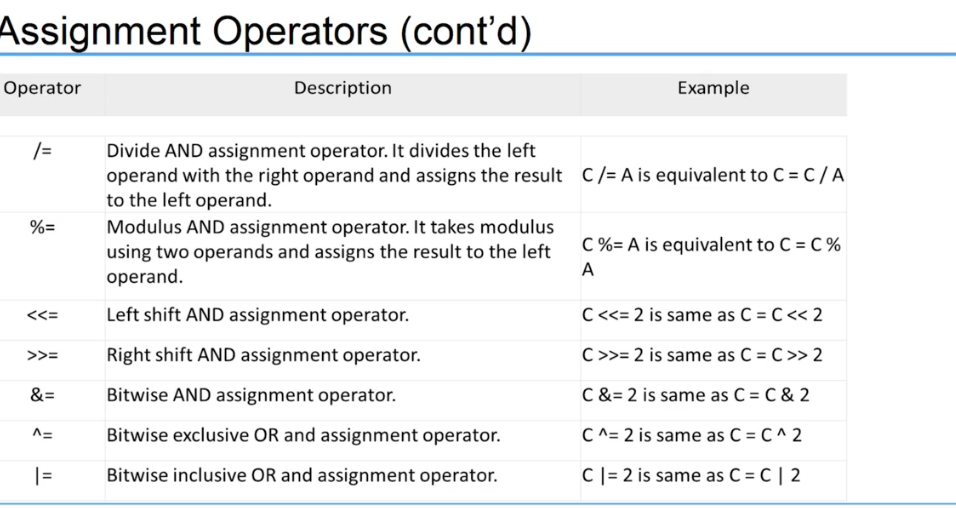 Assignment Operators (cont’d)
Operator Description Example
/= Divide AND assignment operator. It divides the left
operand with the right operand and assigns the result
to the left operand.
C /= A is equivalent to C = C / A
%= Modulus AND assignment operator. It takes modulus
using two operands and assigns the result to the left
operand.
C %= A is equivalent to C = C %
A
<<= Left shift AND assignment operator. C <<= 2 is same as C = C << 2
>>= Right shift AND assignment operator. C >>= 2 is same as C = C >> 2
&= Bitwise AND assignment operator. C &= 2 is same as C = C & 2
^= Bitwise exclusive OR and assignment operator. C ^= 2 is same as C = C ^ 2
|= Bitwise inclusive OR and assignment operator. C |= 2 is same as C = C | 2